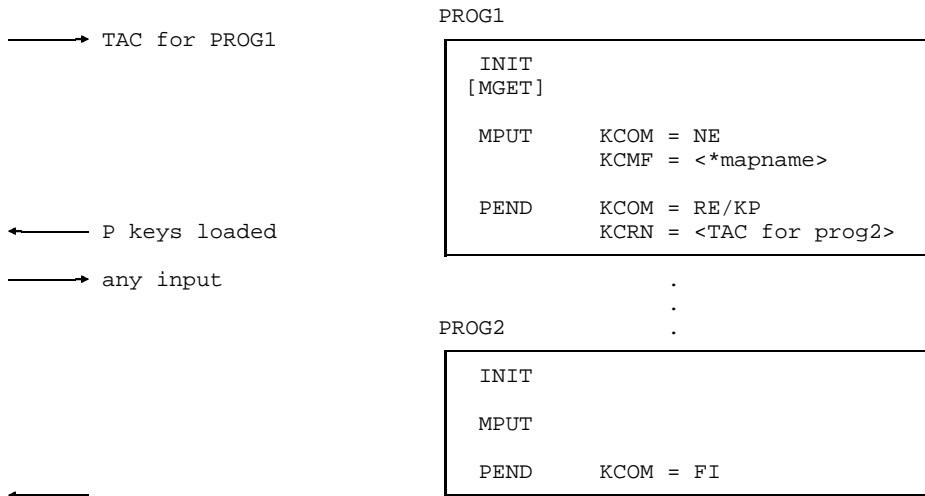 PROG1
TAC for PROG1
INIT
[MGET]
MPUT KCOM = NE
KCMF = <*mapname>
PEND KCOM = RE/KP
P keys loaded KCRN = <TAC for prog2>
any input .
.
PROG2 .
INIT
MPUT
PEND KCOM = FI